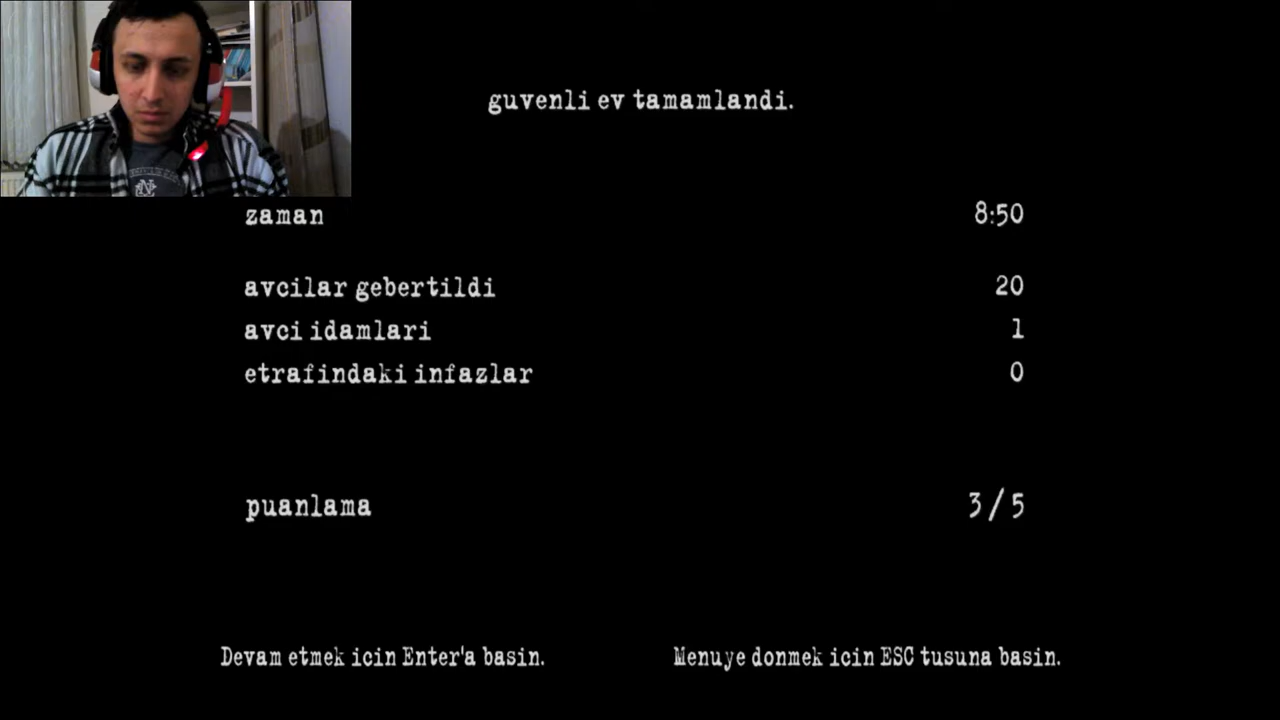 guvenli ev tamamlandi.
zaman 8:50
avcilar gebertildi 20
avci idamlari 1
etrafindaki infazlar 0
puanlama 3/5
Devam etmek icin Enter'a basin. Menuye donmek icin ESC tusuna basin.